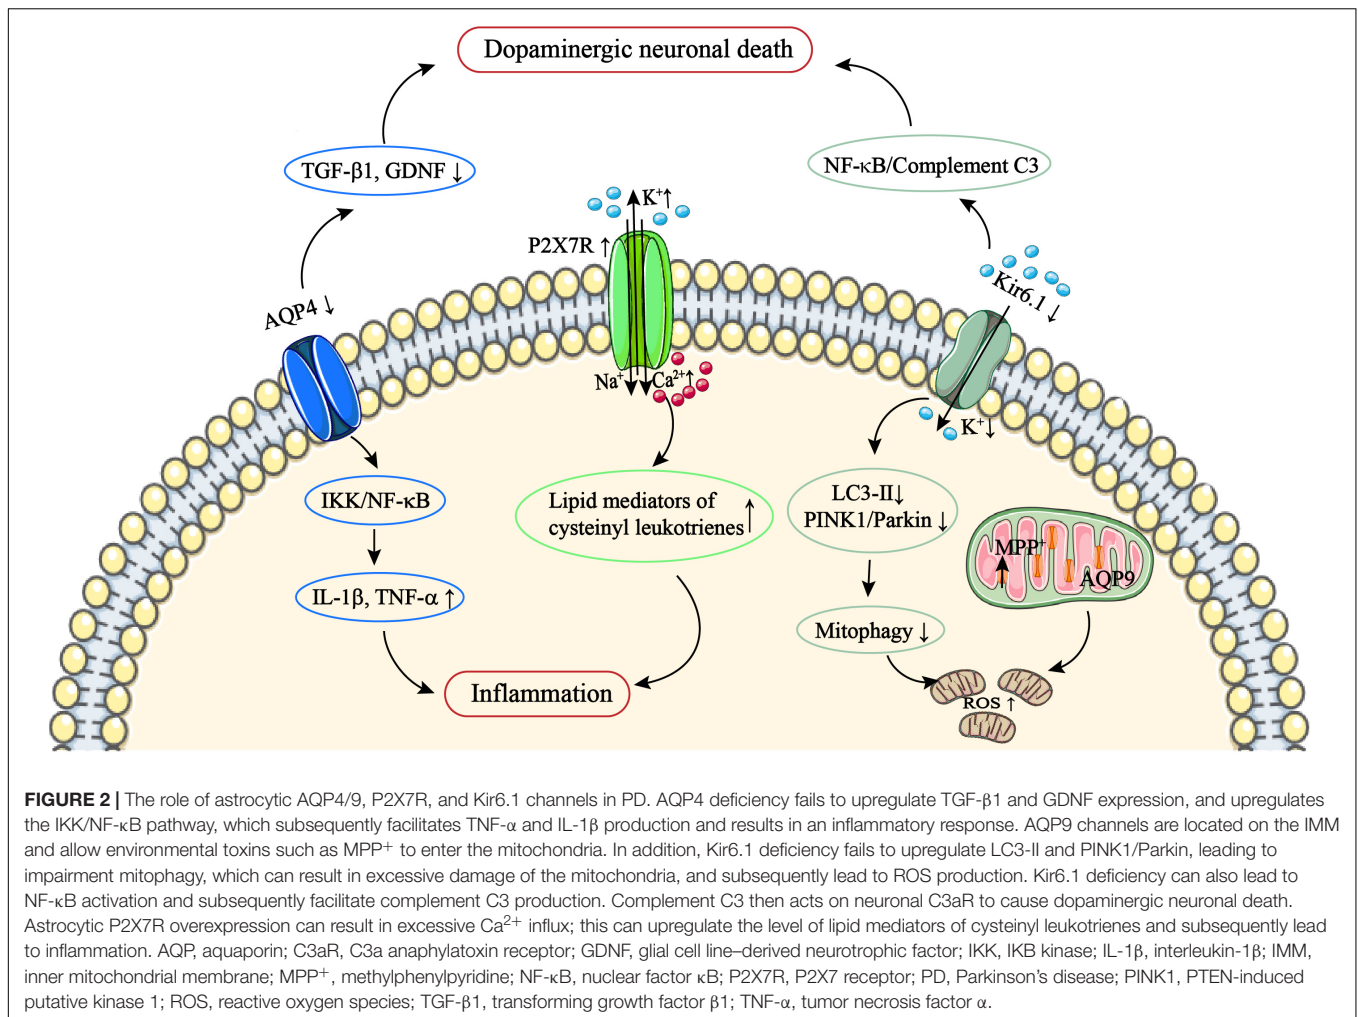 Dopaminergic neuronal death
TGF-β1, GDNF ↓
NF-κB/Complement C3
K⁺↑
P2X7R ↑
Kir6.1 ↓
AQP4 ↓
Na⁺
Ca²⁺↑
K⁺↓
IKK/NF-κB
Lipid mediators of
cysteinyl leukotrienes ↑
LC3-II↓
PINK1/Parkin ↓
MPP⁺ ↑
AQP9
IL-1β, TNF-α ↑
Mitophagy ↓
Inflammation
ROS ↑
FIGURE 2 | The role of astrocytic AQP4/9, P2X7R, and Kir6.1 channels in PD. AQP4 deficiency fails to upregulate TGF-β1 and GDNF expression, and upregulates
the IKK/NF-κB pathway, which subsequently facilitates TNF-α and IL-1β production and results in an inflammatory response. AQP9 channels are located on the IMM
and allow environmental toxins such as MPP⁺ to enter the mitochondria. In addition, Kir6.1 deficiency fails to upregulate LC3-II and PINK1/Parkin, leading to
impairment mitophagy, which can result in excessive damage of the mitochondria, and subsequently lead to ROS production. Kir6.1 deficiency can also lead to
NF-κB activation and subsequently facilitate complement C3 production. Complement C3 then acts on neuronal C3aR to cause dopaminergic neuronal death.
Astrocytic P2X7R overexpression can result in excessive Ca²⁺ influx; this can upregulate the level of lipid mediators of cysteinyl leukotrienes and subsequently lead
to inflammation. AQP, aquaporin; C3aR, C3a anaphylatoxin receptor; GDNF, glial cell line–derived neurotrophic factor; IKK, IKB kinase; IL-1β, interleukin-1β; IMM,
inner mitochondrial membrane; MPP⁺, methylphenylpyridine; NF-κB, nuclear factor κB; P2X7R, P2X7 receptor; PD, Parkinson's disease; PINK1, PTEN-induced
putative kinase 1; ROS, reactive oxygen species; TGF-β1, transforming growth factor β1; TNF-α, tumor necrosis factor α.